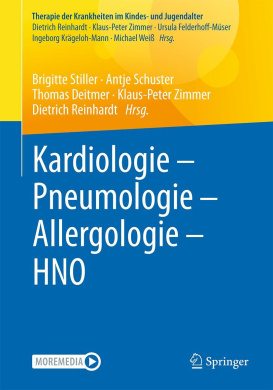 Therapie der Krankheiten im Kindes- und Jugendalter
Dietrich Reinhardt · Klaus-Peter Zimmer · Ursula Felderhoff-Müser
Ingeborg Krägeloh-Mann · Michael Weiß Hrsg.
Brigitte Stiller · Antje Schuster
Thomas Deitmer · Klaus-Peter Zimmer
Dietrich Reinhardt Hrsg.
Kardiologie –
Pneumologie –
Allergologie –
HNO
MOREMEDIA
Springer